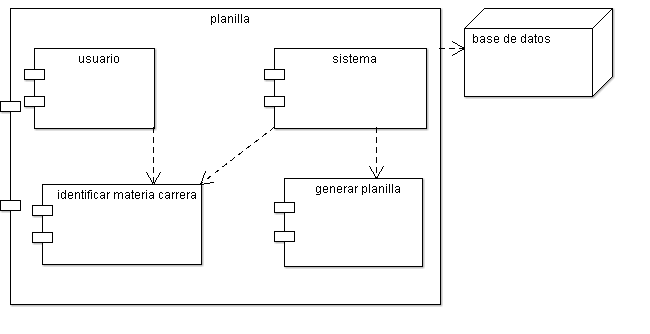 planilla
usuario
sistema
base de datos
identificar materia carrera
generar planilla